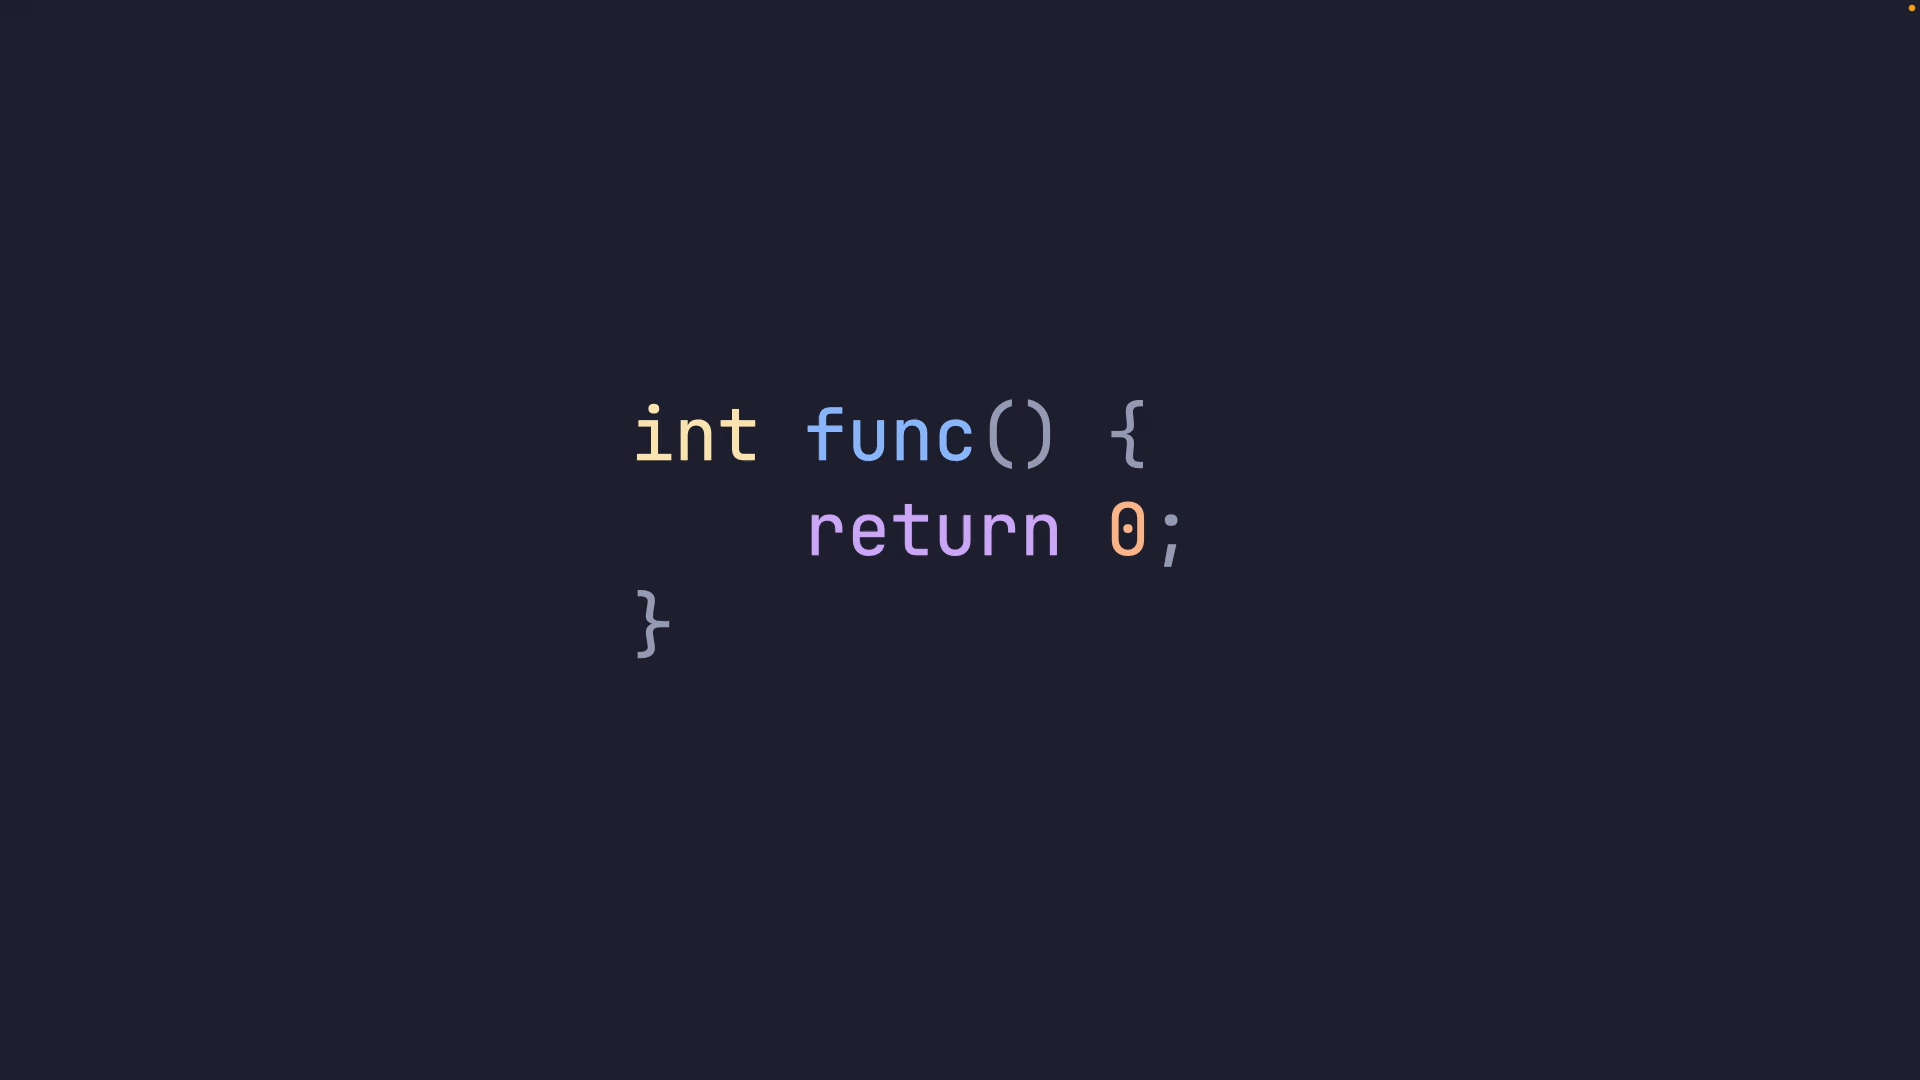 int func() {
    return 0;
}